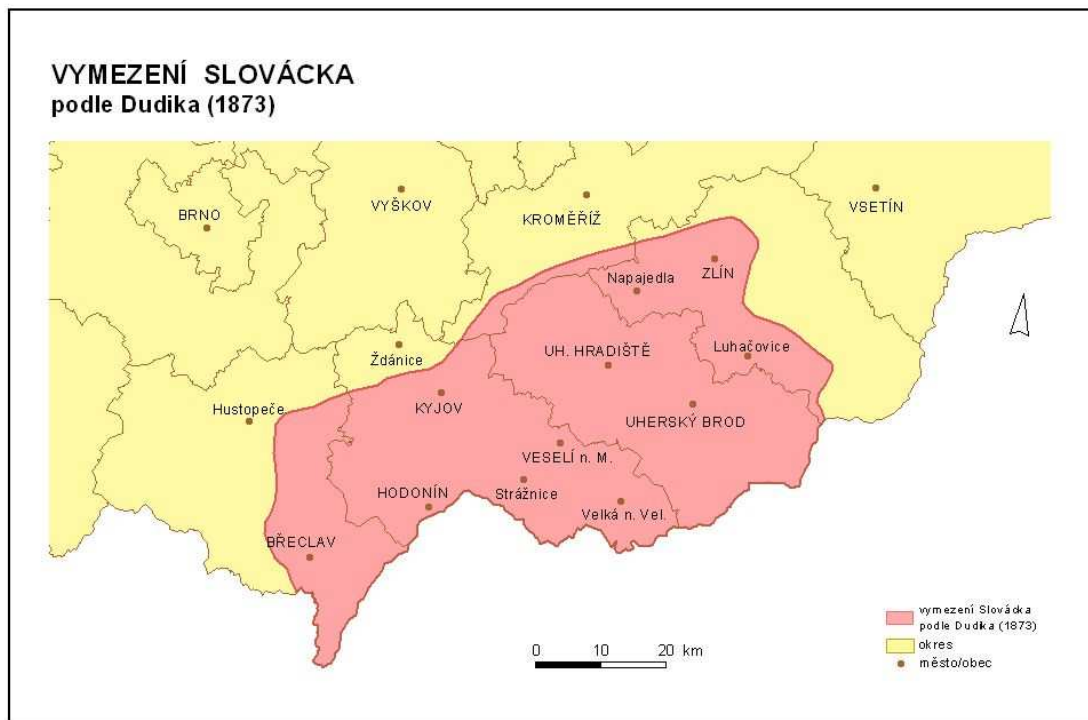 VYMEZENÍ SLOVÁCKA
podle Dudika (1873)
BRNO
VYŠKOV
KROMĚŘÍŽ
VSETÍN
ZLÍN
Napajedla
Ždánice
UH. HRADIŠTĚ
Luhačovice
Hustopeče
KYJOV
UHERSKÝ BROD
VESELÍ n. M.
HODONÍN
Strážnice
Velká n. Vel.
BŘECLAV
0 10 20 km
vymezení Slovácka
podle Dudika (1873)
okres
město/obec